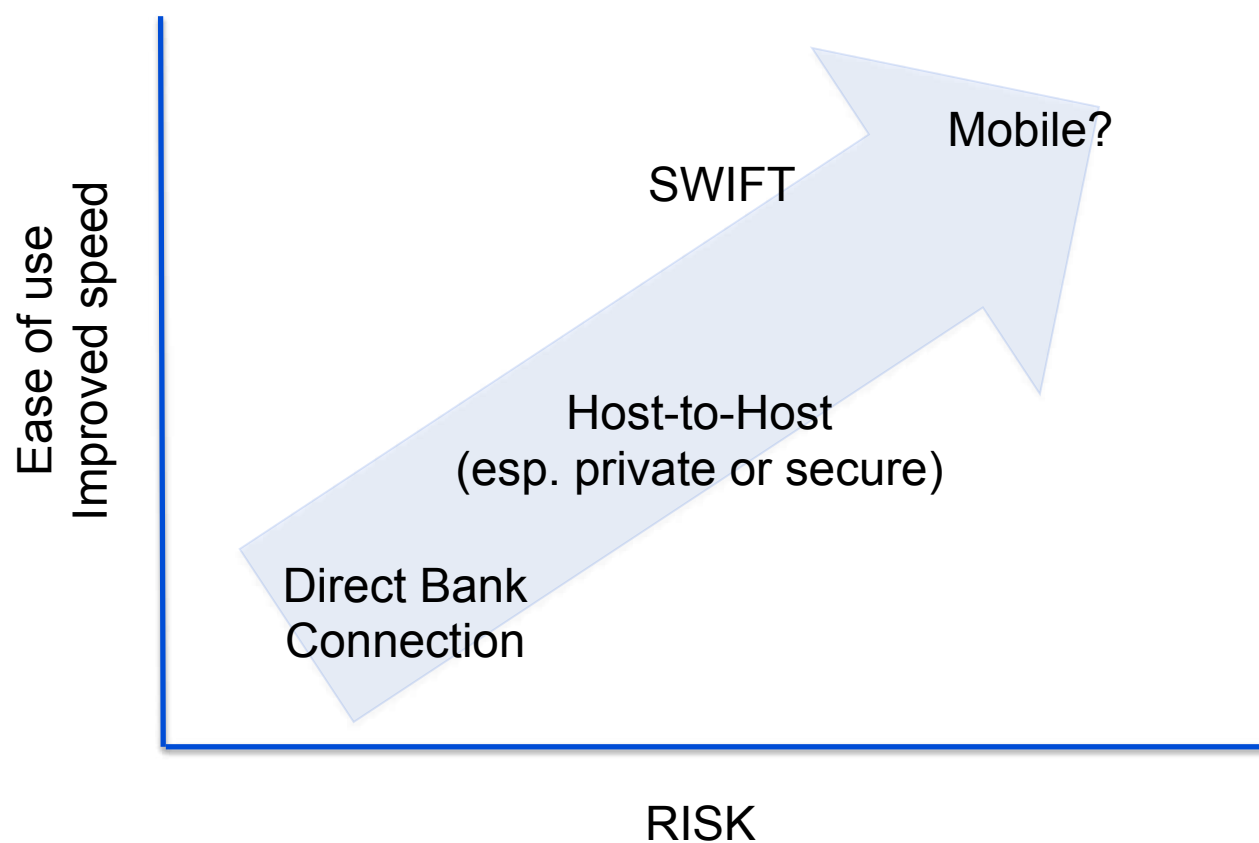 Ease of use
Improved speed
Mobile?
SWIFT
Host-to-Host
(esp. private or secure)
Direct Bank
Connection
RISK